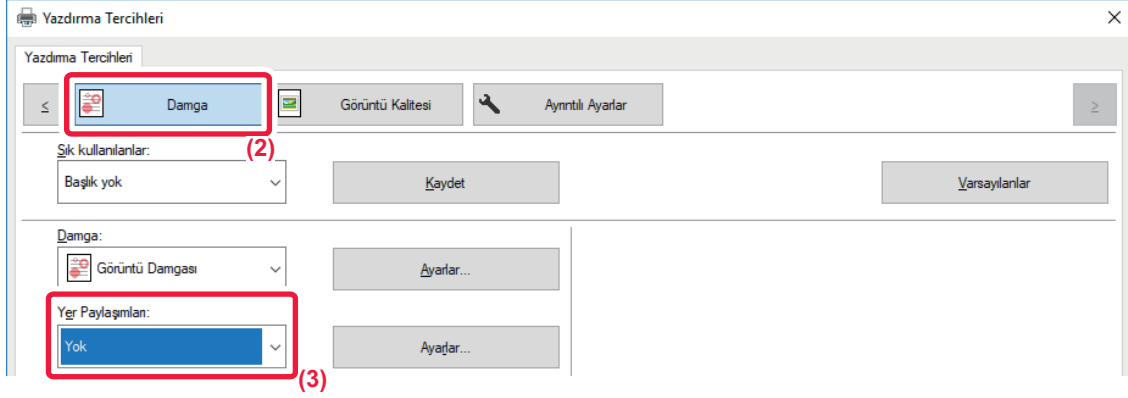 Yazdırma Tercihleri
Yazdırma Tercihleri
< Damga Görüntü Kalitesi Ayrıntılı Ayarlar >
(2)
Sık kullanılanlar:
Başlık yok Kaydet Varsayılanlar
Damga:
Görüntü Damgası Ayarlar...
Yer Paylaşımları:
Yok Ayarlar...
(3)